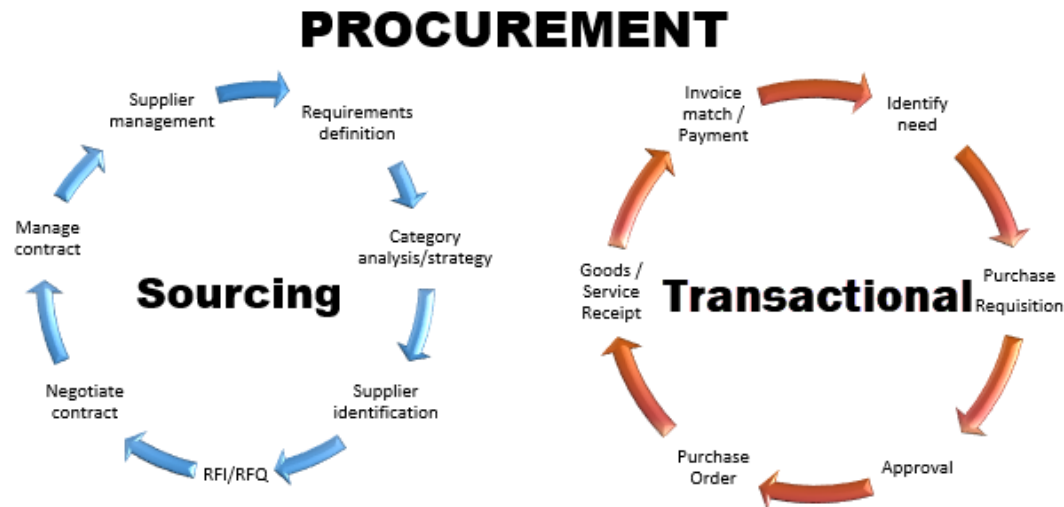 PROCUREMENT
Supplier
management
Requirements
definition
Category
analysis/strategy
Supplier
identification
RFI/RFQ
Negotiate
contract
Manage
contract
Sourcing
Invoice
match /
Payment
Identify
need
Purchase
Requisition
Approval
Purchase
Order
Goods /
Service
Receipt
Transactional